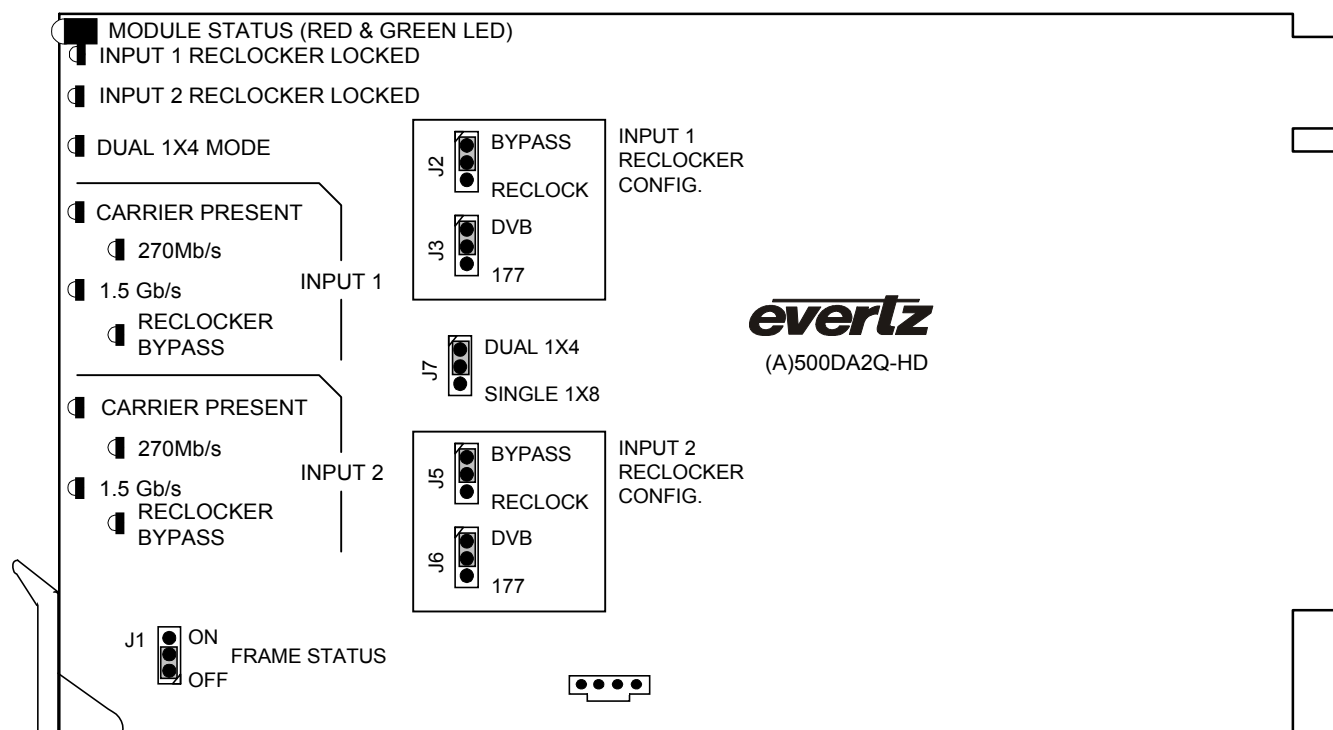 MODULE STATUS (RED & GREEN LED)
INPUT 1 RECLOCKER LOCKED
INPUT 2 RECLOCKER LOCKED
DUAL 1X4 MODE
CARRIER PRESENT
270Mb/s
1.5 Gb/s
RECLOCKER
BYPASS
INPUT 1
CARRIER PRESENT
270Mb/s
1.5 Gb/s
RECLOCKER
BYPASS
INPUT 2
J1
ON
OFF
FRAME STATUS
J2
BYPASS
RECLOCK
J3
DVB
177
INPUT 1
RECLOCKER
CONFIG.
J7
DUAL 1X4
SINGLE 1X8
J5
BYPASS
RECLOCK
J6
DVB
177
INPUT 2
RECLOCKER
CONFIG.
evertz
(A)500DA2Q-HD